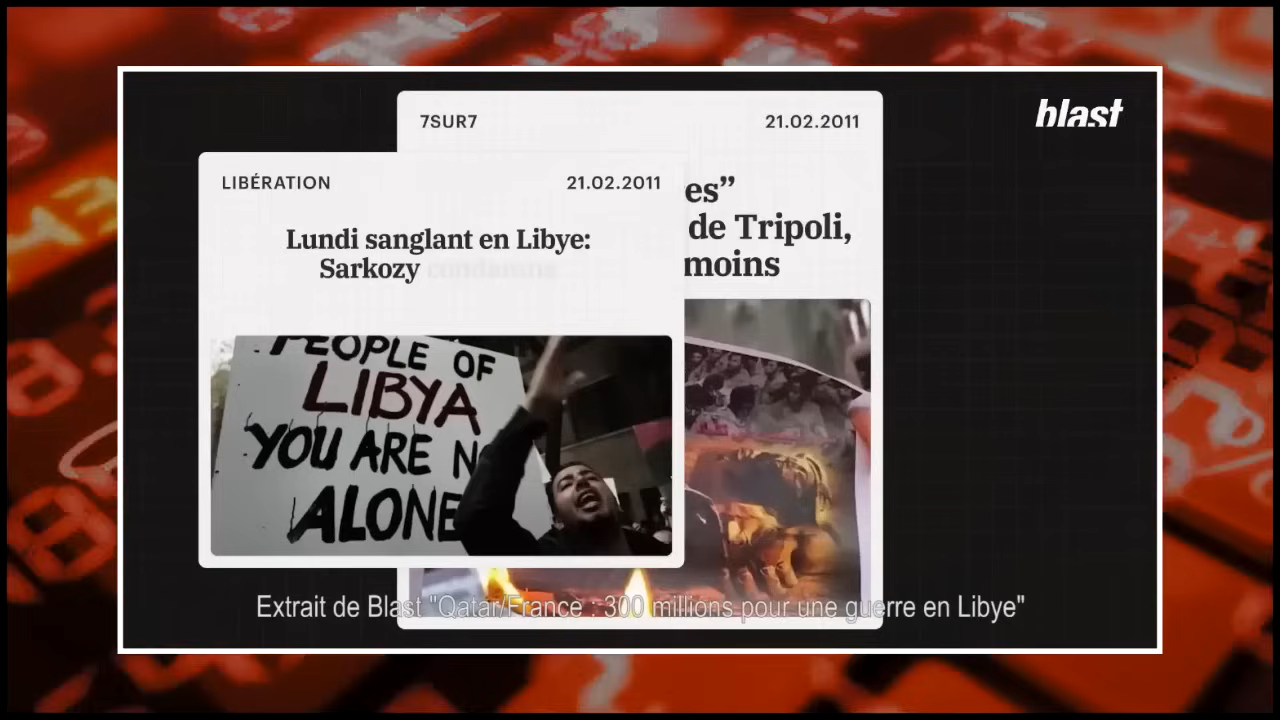 blast
7SUR7
21.02.2011
es”
de Tripoli,
moins
LIBÉRATION
21.02.2011
Lundi sanglant en Libye:
Sarkozy condamne
PEOPLE OF
LIBYA
YOU ARE N
ALONE
Extrait de Blast "Qatar/France : 300 millions pour une guerre en Libye"